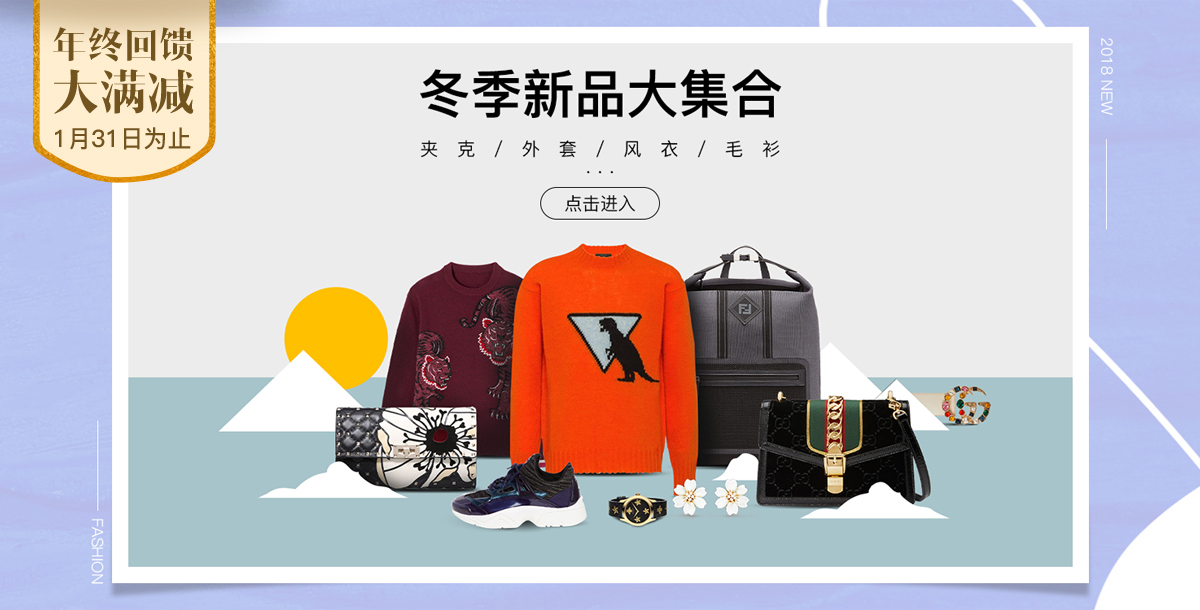 年终回馈
大满减
1月31日为止
冬季新品大集合
夹克/外套/风衣/毛衫
...
点击进入
2018 NEW
FASHION